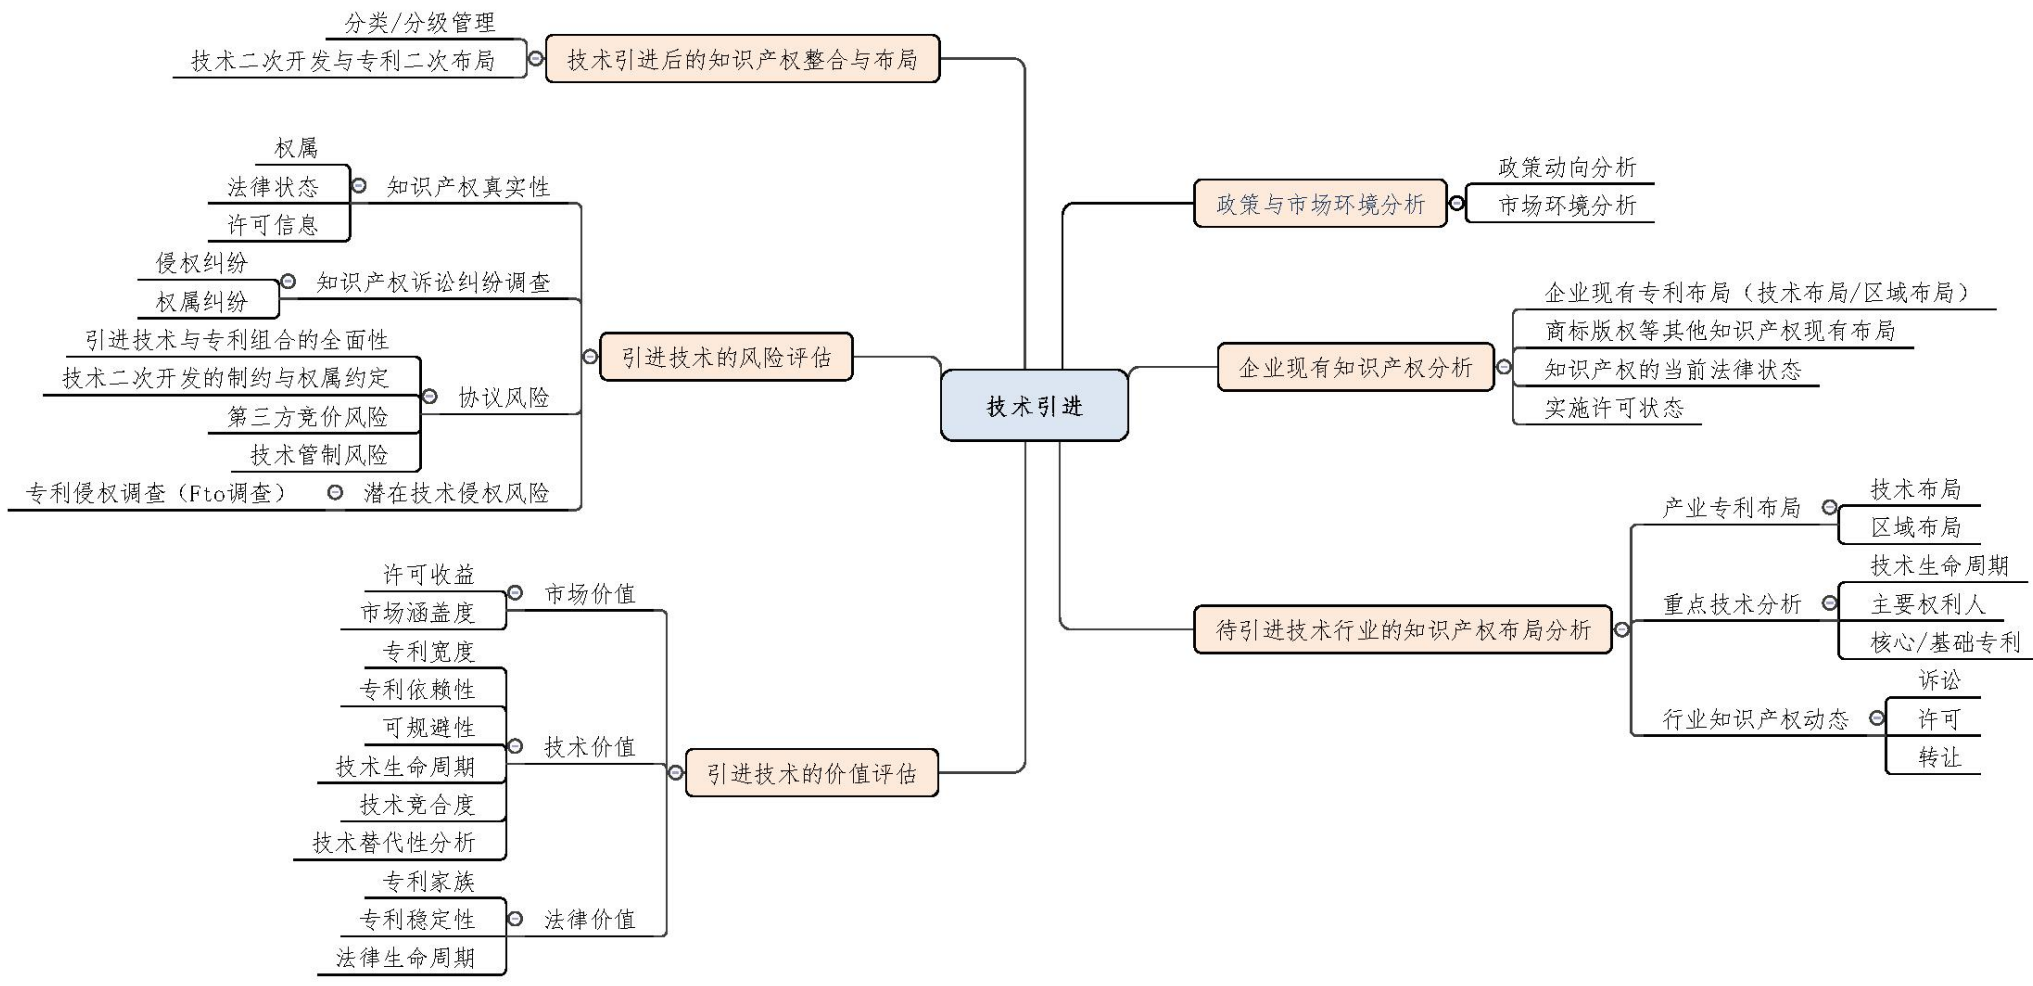 技术引进
政策与市场环境分析
政策动向分析
市场环境分析
企业现有知识产权分析
企业现有专利布局（技术布局/区域布局）
商标版权等其他知识产权现有布局
知识产权的当前法律状态
实施许可状态
待引进技术行业的知识产权布局分析
产业专利布局
技术布局
区域布局
重点技术分析
技术生命周期
主要权利人
核心/基础专利
行业知识产权动态
诉讼
许可
转让
引进技术的价值评估
市场价值
许可收益
市场涵盖度
技术价值
专利宽度
专利依赖性
可规避性
技术生命周期
技术竞合度
技术替代性分析
法律价值
专利家族
专利稳定性
法律生命周期
引进技术的风险评估
知识产权真实性
权属
法律状态
许可信息
知识产权诉讼纠纷调查
侵权纠纷
权属纠纷
协议风险
引进技术与专利组合的全面性
技术二次开发的制约与权属约定
第三方竞价风险
技术管制风险
潜在技术侵权风险
专利侵权调查（Fto调查）
技术引进后的知识产权整合与布局
分类/分级管理
技术二次开发与专利二次布局